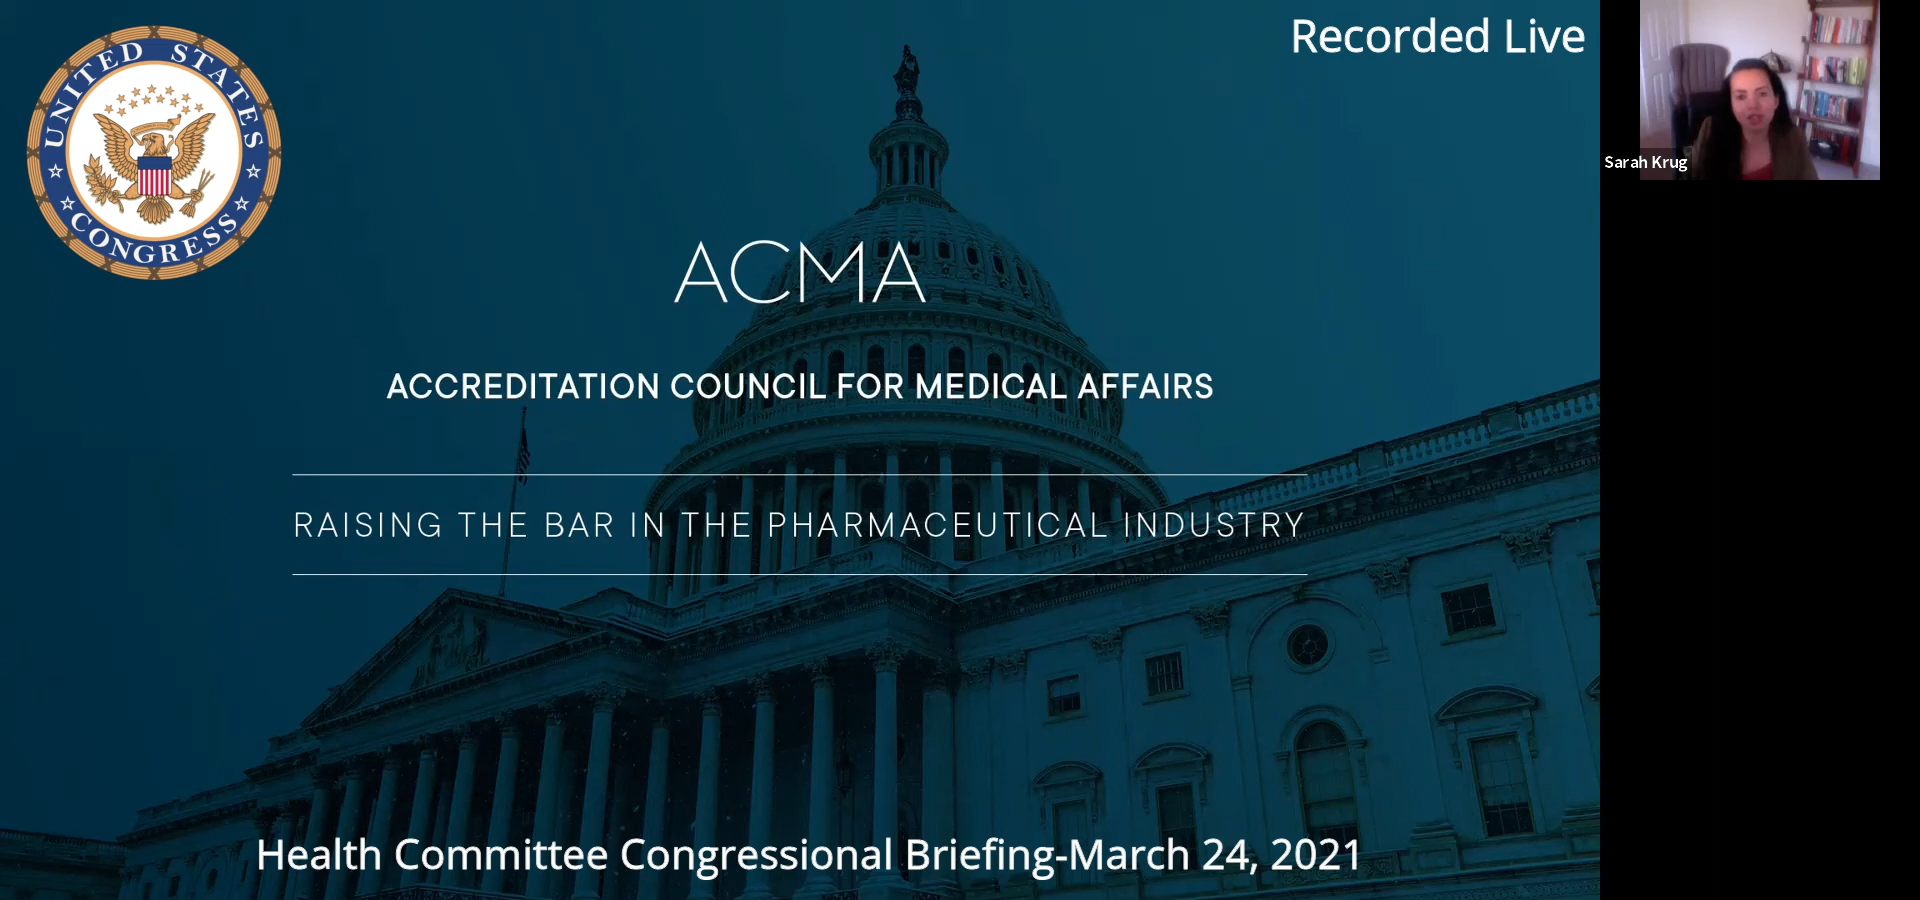 UNITED STATES
CONGRESS
Recorded Live
Sarah Krug
ACMA
ACCREDITATION COUNCIL FOR MEDICAL AFFAIRS
RAISING THE BAR IN THE PHARMACEUTICAL INDUSTRY
Health Committee Congressional Briefing-March 24, 2021